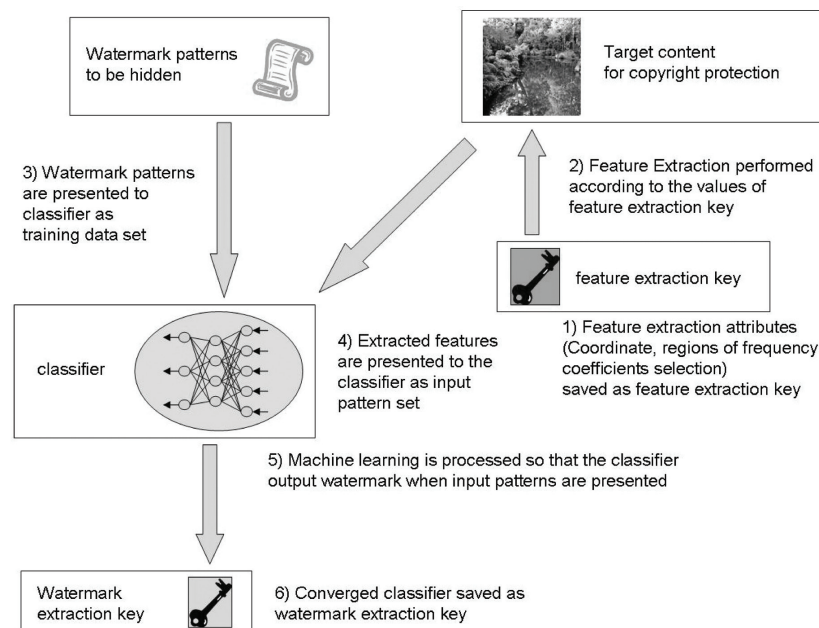 Watermark patterns
to be hidden
Target content
for copyright protection
3) Watermark patterns
are presented to
classifier as
training data set
2) Feature Extraction performed
according to the values of
feature extraction key
feature extraction key
1) Feature extraction attributes
(Coordinate, regions of frequency
coefficients selection)
saved as feature extraction key
classifier
4) Extracted features
are presented to the
classifier as input
pattern set
5) Machine learning is processed so that the classifier
output watermark when input patterns are presented
Watermark
extraction key
6) Converged classifier saved as
watermark extraction key